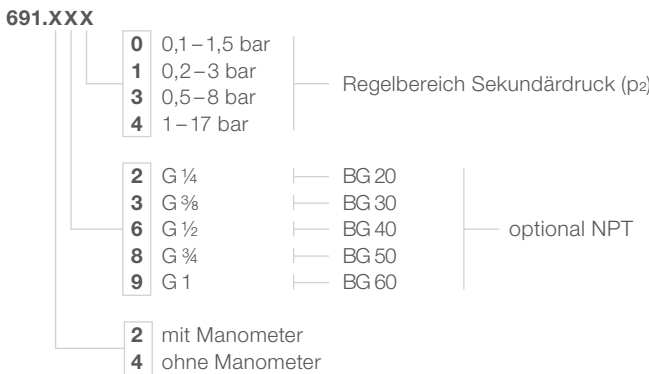 691.XXX
0 0,1–1,5 bar
1 0,2–3 bar
3 0,5–8 bar
4 1–17 bar
Regelbereich Sekundärdruck (p2)
2 G ¼ BG 20
3 G ⅜ BG 30
6 G ½ BG 40
8 G ¾ BG 50
9 G 1 BG 60
optional NPT
2 mit Manometer
4 ohne Manometer